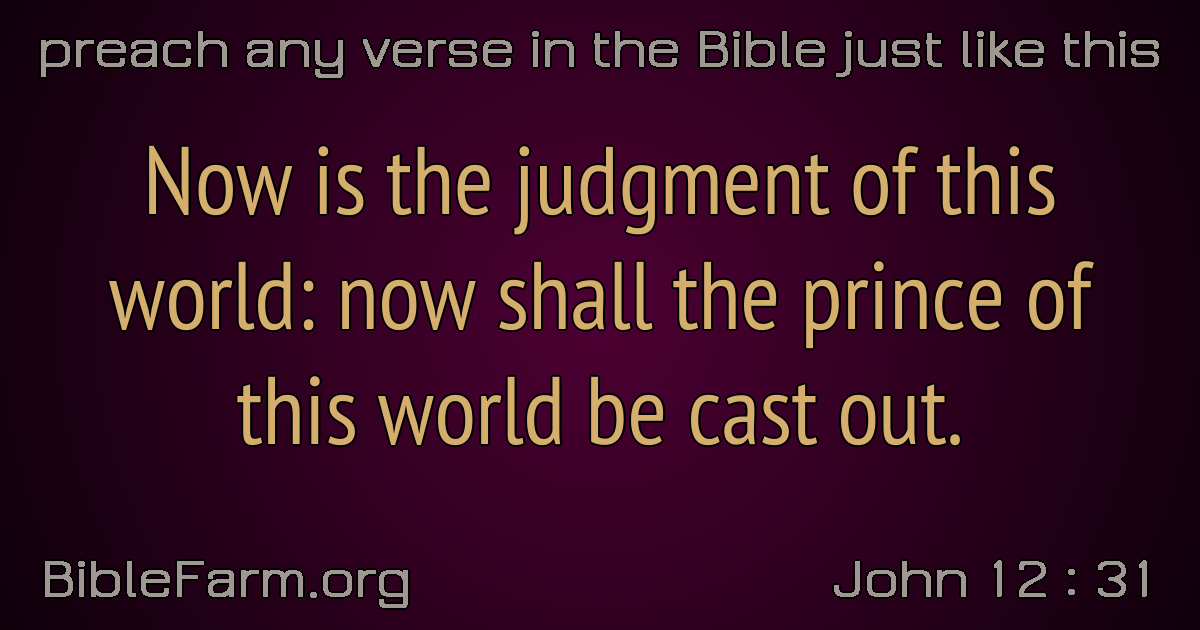 preach any verse in the Bible just like this
Now is the judgment of this
world: now shall the prince of
this world be cast out.
BibleFarm.org
John 12 : 31